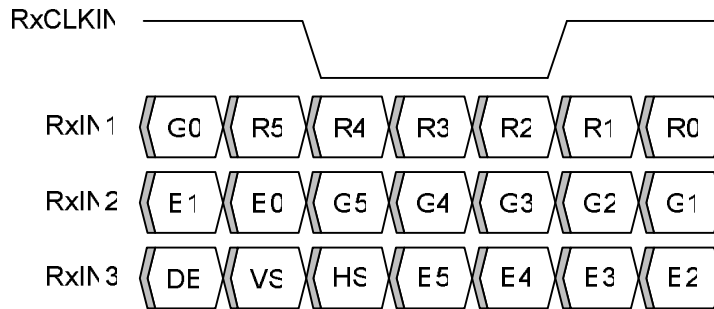 RxCLKIN
RxIN1 G0 R5 R4 R3 R2 R1 R0
RxIN2 E1 E0 G5 G4 G3 G2 G1
RxIN3 DE VS HS E5 E4 E3 E2